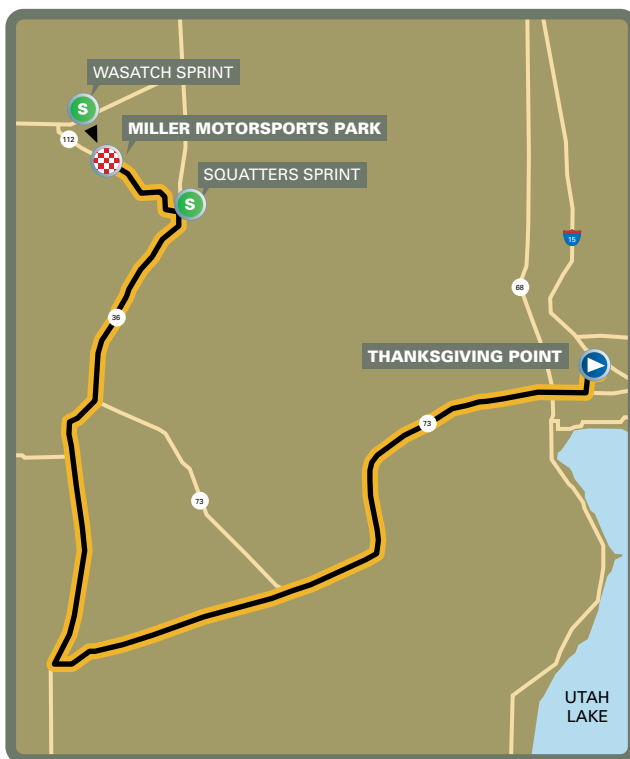 WASATCH SPRINT
S
112
MILLER MOTORSPORTS PARK
SQUATTERS SPRINT
S
15
68
36
THANKSGIVING POINT
73
73
UTAH
LAKE